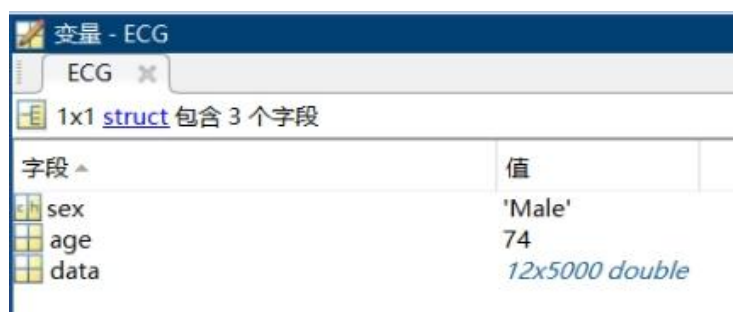 变量 - ECG
ECG
1x1 struct 包含 3 个字段
字段 值
sex 'Male'
age 74
data 12x5000 double